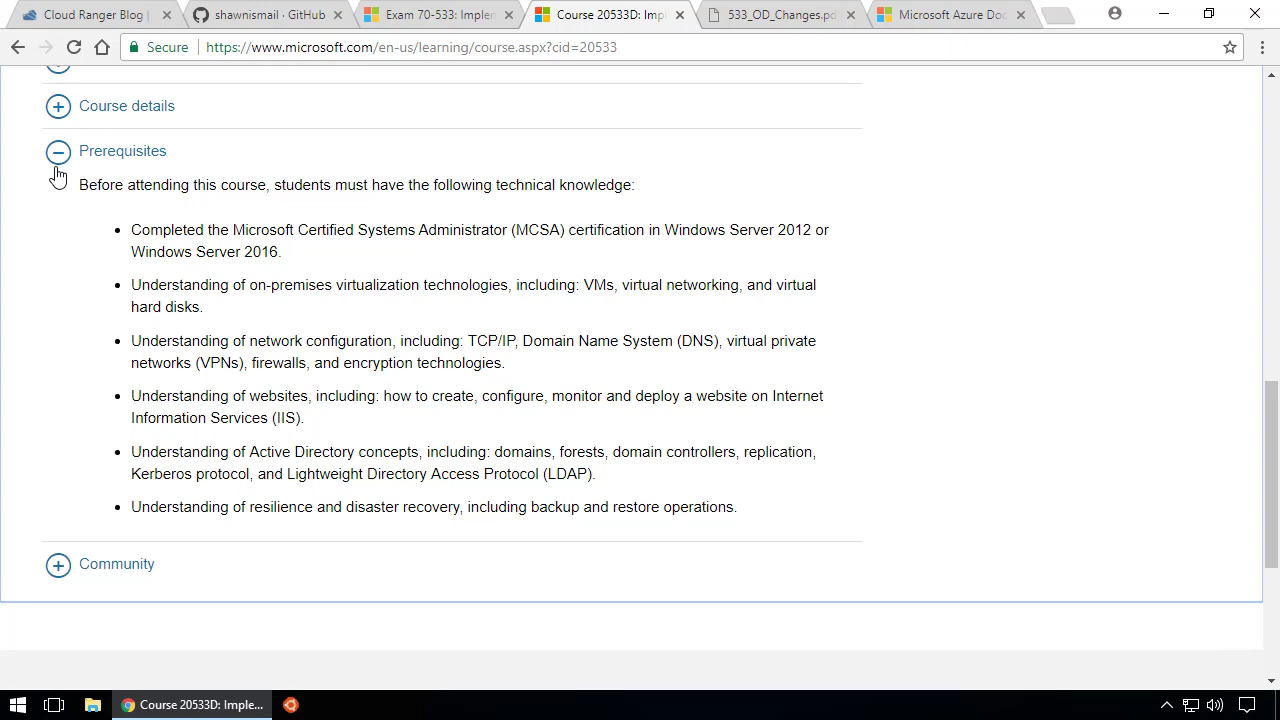 Cloud Ranger Blog |
shawnismail · GitHub
Exam 70-533: Implem
Course 20533D: Impl
533_OD_Changes.pd
Microsoft Azure Doc
Secure
https://www.microsoft.com/en-us/learning/course.aspx?cid=20533
Course details
Prerequisites
Before attending this course, students must have the following technical knowledge:
• Completed the Microsoft Certified Systems Administrator (MCSA) certification in Windows Server 2012 or
Windows Server 2016.
• Understanding of on-premises virtualization technologies, including: VMs, virtual networking, and virtual
hard disks.
• Understanding of network configuration, including: TCP/IP, Domain Name System (DNS), virtual private
networks (VPNs), firewalls, and encryption technologies.
• Understanding of websites, including: how to create, configure, monitor and deploy a website on Internet
Information Services (IIS).
• Understanding of Active Directory concepts, including: domains, forests, domain controllers, replication,
Kerberos protocol, and Lightweight Directory Access Protocol (LDAP).
• Understanding of resilience and disaster recovery, including backup and restore operations.
Community
Course 20533D: Imple...